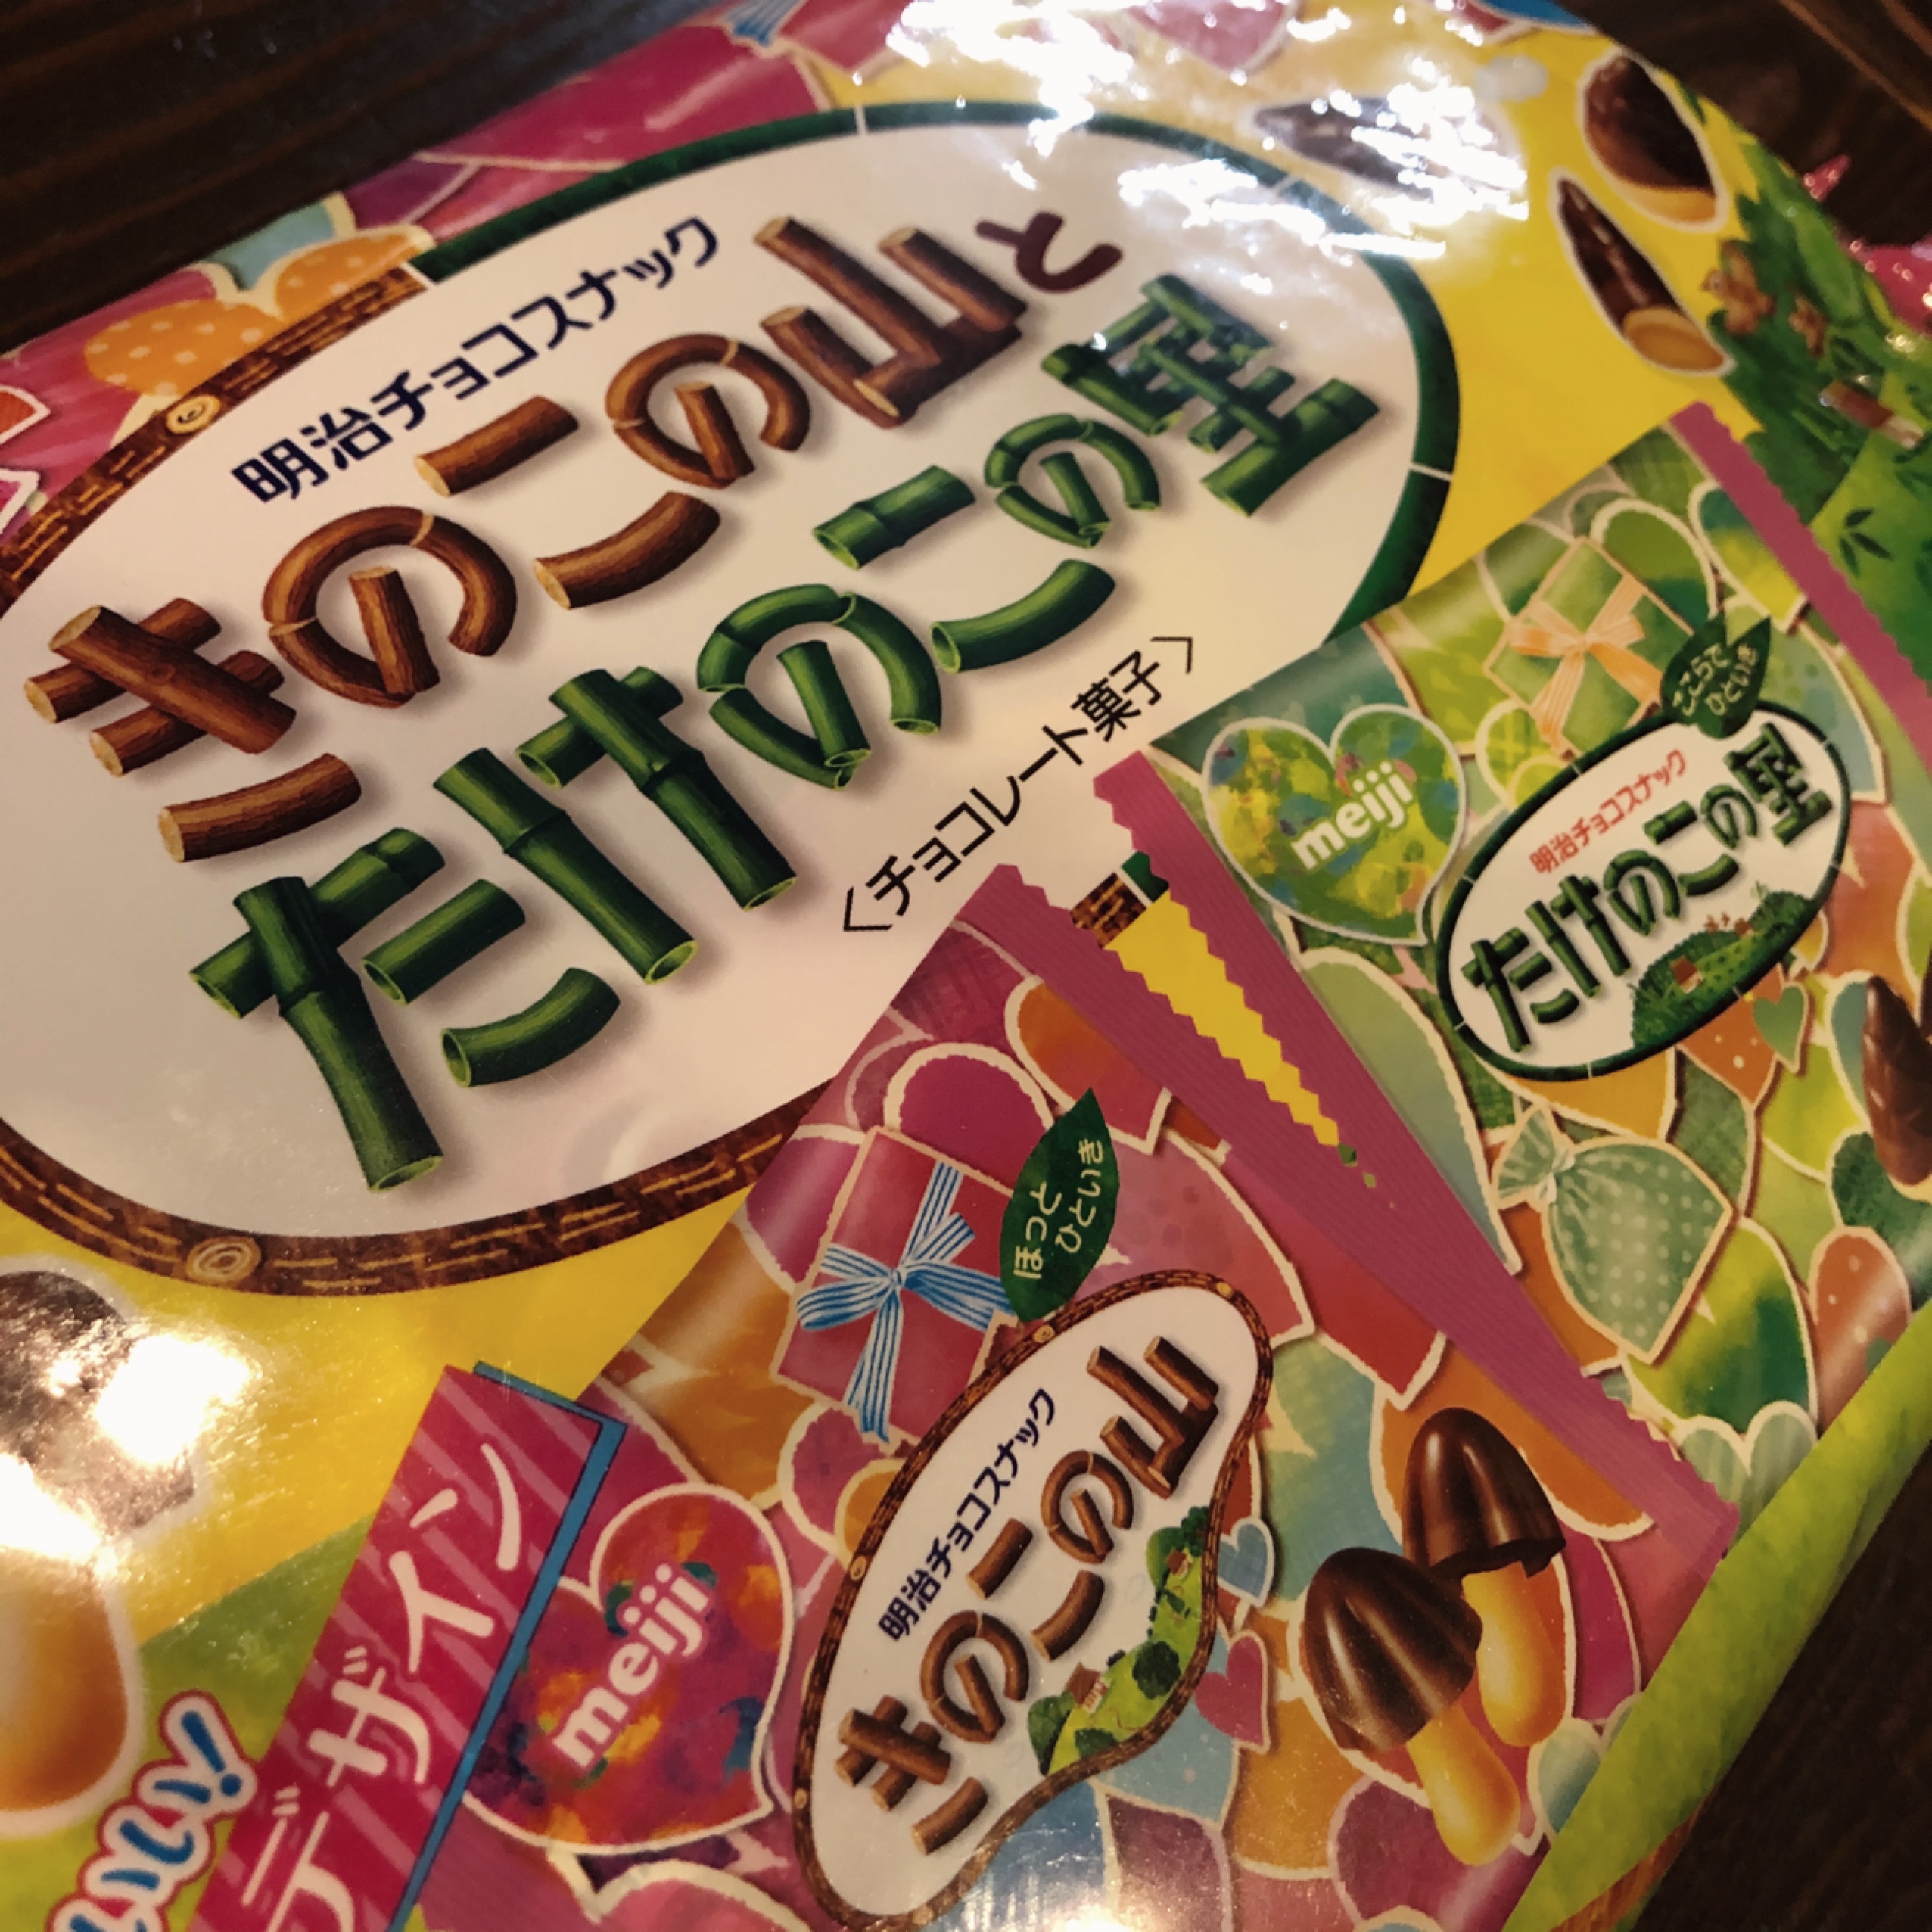 明治チョコスナック
きのこの山と
たけのこの里
〈チョコレート菓子〉
meiji
ここらで
ひといき
明治チョコスナック
たけのこの里
ほっと
ひといき
meiji
明治チョコスナック
きのこの山
デザイン